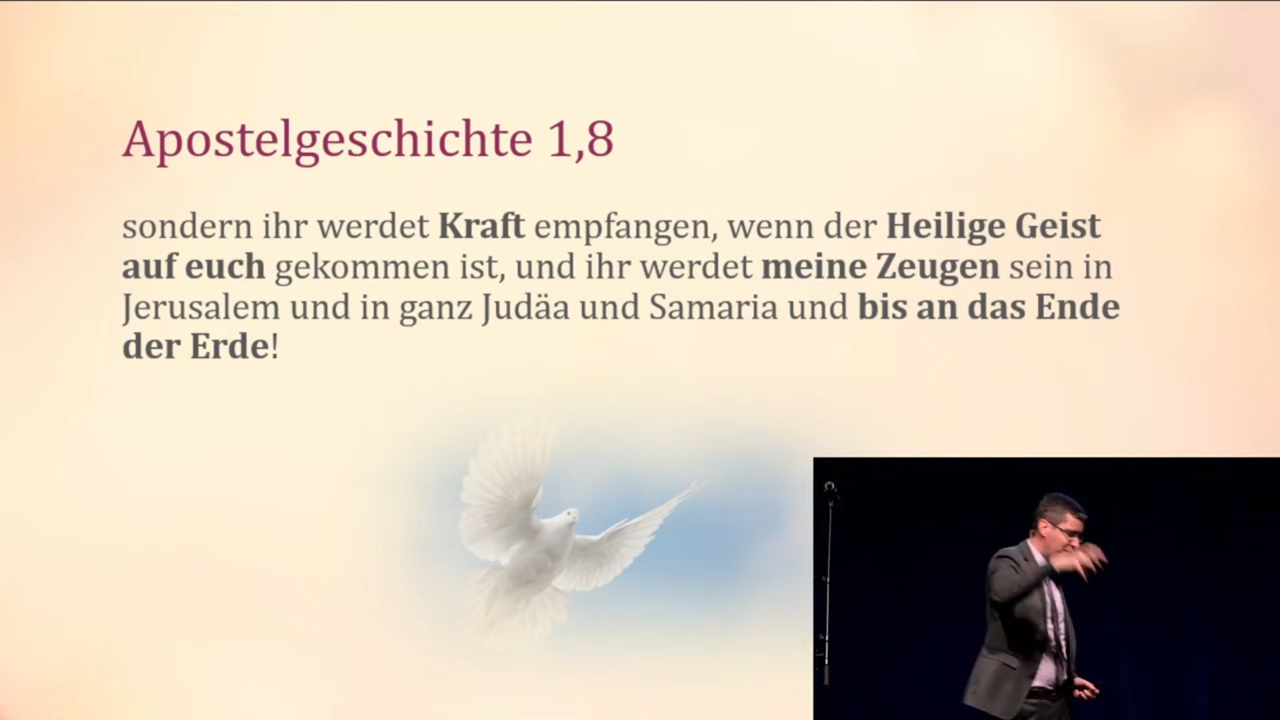 Apostelgeschichte 1,8
sondern ihr werdet Kraft empfangen, wenn der Heilige Geist
auf euch gekommen ist, und ihr werdet meine Zeugen sein in
Jerusalem und in ganz Judäa und Samaria und bis an das Ende
der Erde!